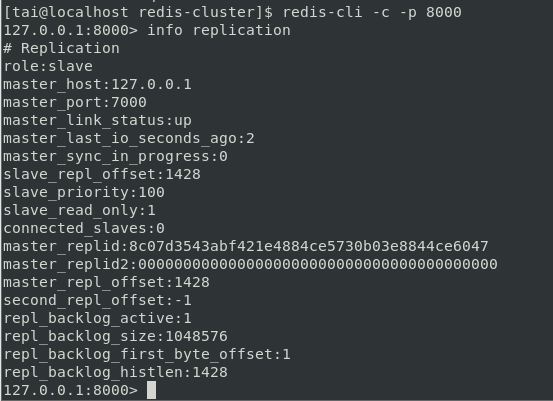 [tai@localhost redis-cluster]$ redis-cli -c -p 8000
127.0.0.1:8000> info replication
# Replication
role:slave
master_host:127.0.0.1
master_port:7000
master_link_status:up
master_last_io_seconds_ago:2
master_sync_in_progress:0
slave_repl_offset:1428
slave_priority:100
slave_read_only:1
connected_slaves:0
master_replid:8c07d3543abf421e4884ce5730b03e8844ce6047
master_replid2:0000000000000000000000000000000000000000
master_repl_offset:1428
second_repl_offset:-1
repl_backlog_active:1
repl_backlog_size:1048576
repl_backlog_first_byte_offset:1
repl_backlog_histlen:1428
127.0.0.1:8000>